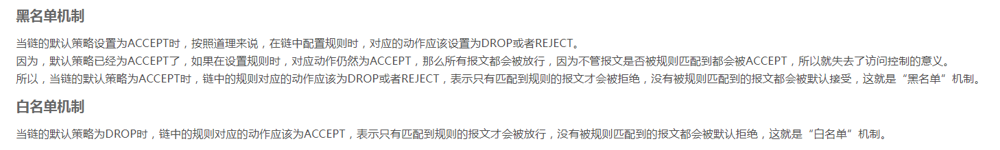 黑名单机制
当链的默认策略设置为ACCEPT时，按照道理来说，在链中配置规则时，对应的动作应该设置为DROP或者REJECT。
因为，默认策略已经为ACCEPT了，如果在设置规则时，对应动作仍然为ACCEPT，那么所有报文都会被放行，因为不管报文是否被规则匹配到都会被ACCEPT，所以就失去了访问控制的意义。
所以，当链的默认策略为ACCEPT时，链中的规则对应的动作应该为DROP或者REJECT，表示只有匹配到规则的报文才会被拒绝，没有被规则匹配到的报文都会被默认接受，这就是“黑名单”机制。
白名单机制
当链的默认策略为DROP时，链中的规则对应的动作应该为ACCEPT，表示只有匹配到规则的报文才会被放行，没有被规则匹配到的报文都会被默认拒绝，这就是“白名单”机制。